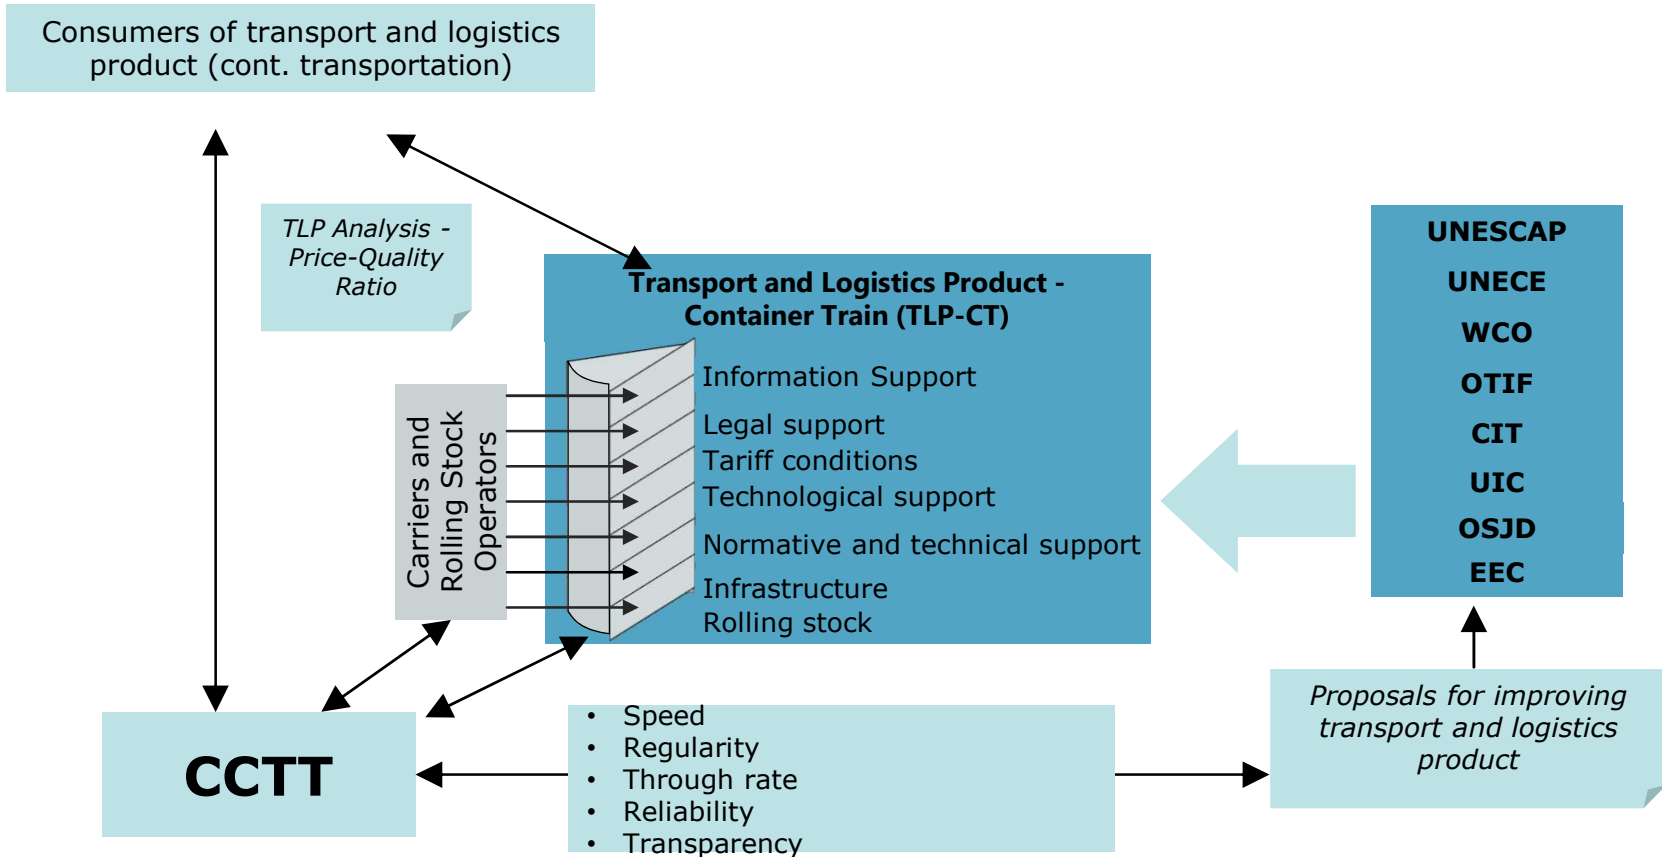 Consumers of transport and logistics
product (cont. transportation)
TLP Analysis -
Price-Quality
Ratio
Transport and Logistics Product -
Container Train (TLP-CT)
Information Support
Legal support
Tariff conditions
Technological support
Normative and technical support
Infrastructure
Rolling stock
Carriers and
Rolling Stock
Operators
UNESCAP
UNECE
WCO
OTIF
CIT
UIC
OSJD
EEC
CCTT
• Speed
• Regularity
• Through rate
• Reliability
• Transparency
Proposals for improving
transport and logistics
product